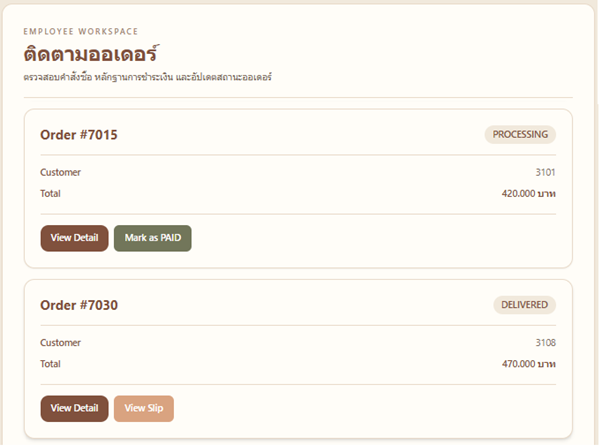 EMPLOYEE WORKSPACE
ติดตามออเดอร์
ตรวจสอบคำสั่งซื้อ หลักฐานการชำระเงิน และอัปเดตสถานะออเดอร์
Order #7015
PROCESSING
Customer 3101
Total 420.000 บาท
View Detail Mark as PAID
Order #7030
DELIVERED
Customer 3108
Total 470.000 บาท
View Detail View Slip